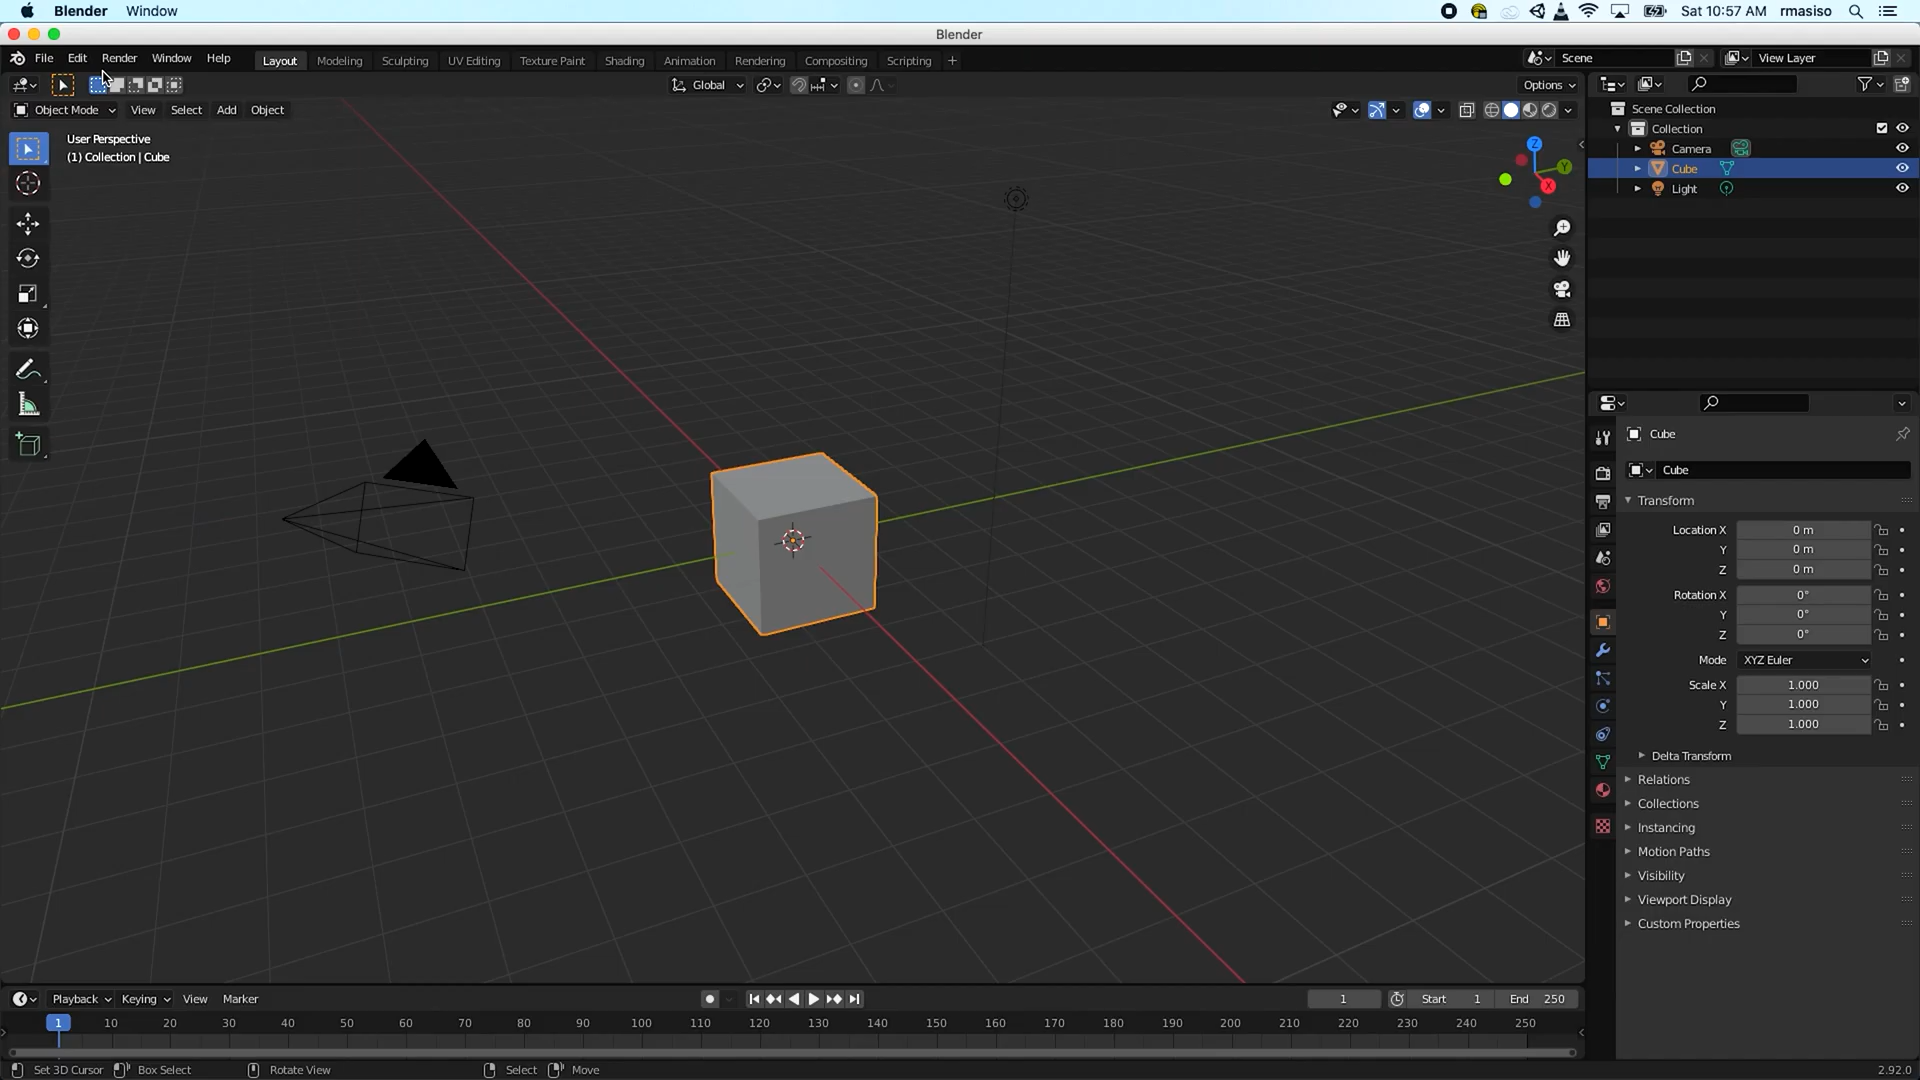 Blender Window Sat 10:57 AM rmasiso
Blender
File Edit Render Window Help Layout Modeling Sculpting UV Editing Texture Paint Shading Animation Rendering Compositing Scripting + Scene View Layer
Global Options
Object Mode View Select Add Object
User Perspective
(1) Collection | Cube
Z
Y
X
Scene Collection
Collection
Camera
Cube
Light
Cube
Cube
Transform
Location X 0 m
Y 0 m
Z 0 m
Rotation X 0°
Y 0°
Z 0°
Mode XYZ Euler
Scale X 1.000
Y 1.000
Z 1.000
Delta Transform
Relations
Collections
Instancing
Motion Paths
Visibility
Viewport Display
Custom Properties
Playback Keying View Marker 1 Start 1 End 250
1 10 20 30 40 50 60 70 80 90 100 110 120 130 140 150 160 170 180 190 200 210 220 230 240 250
Set 3D Cursor Box Select Rotate View Select Move 2.92.0